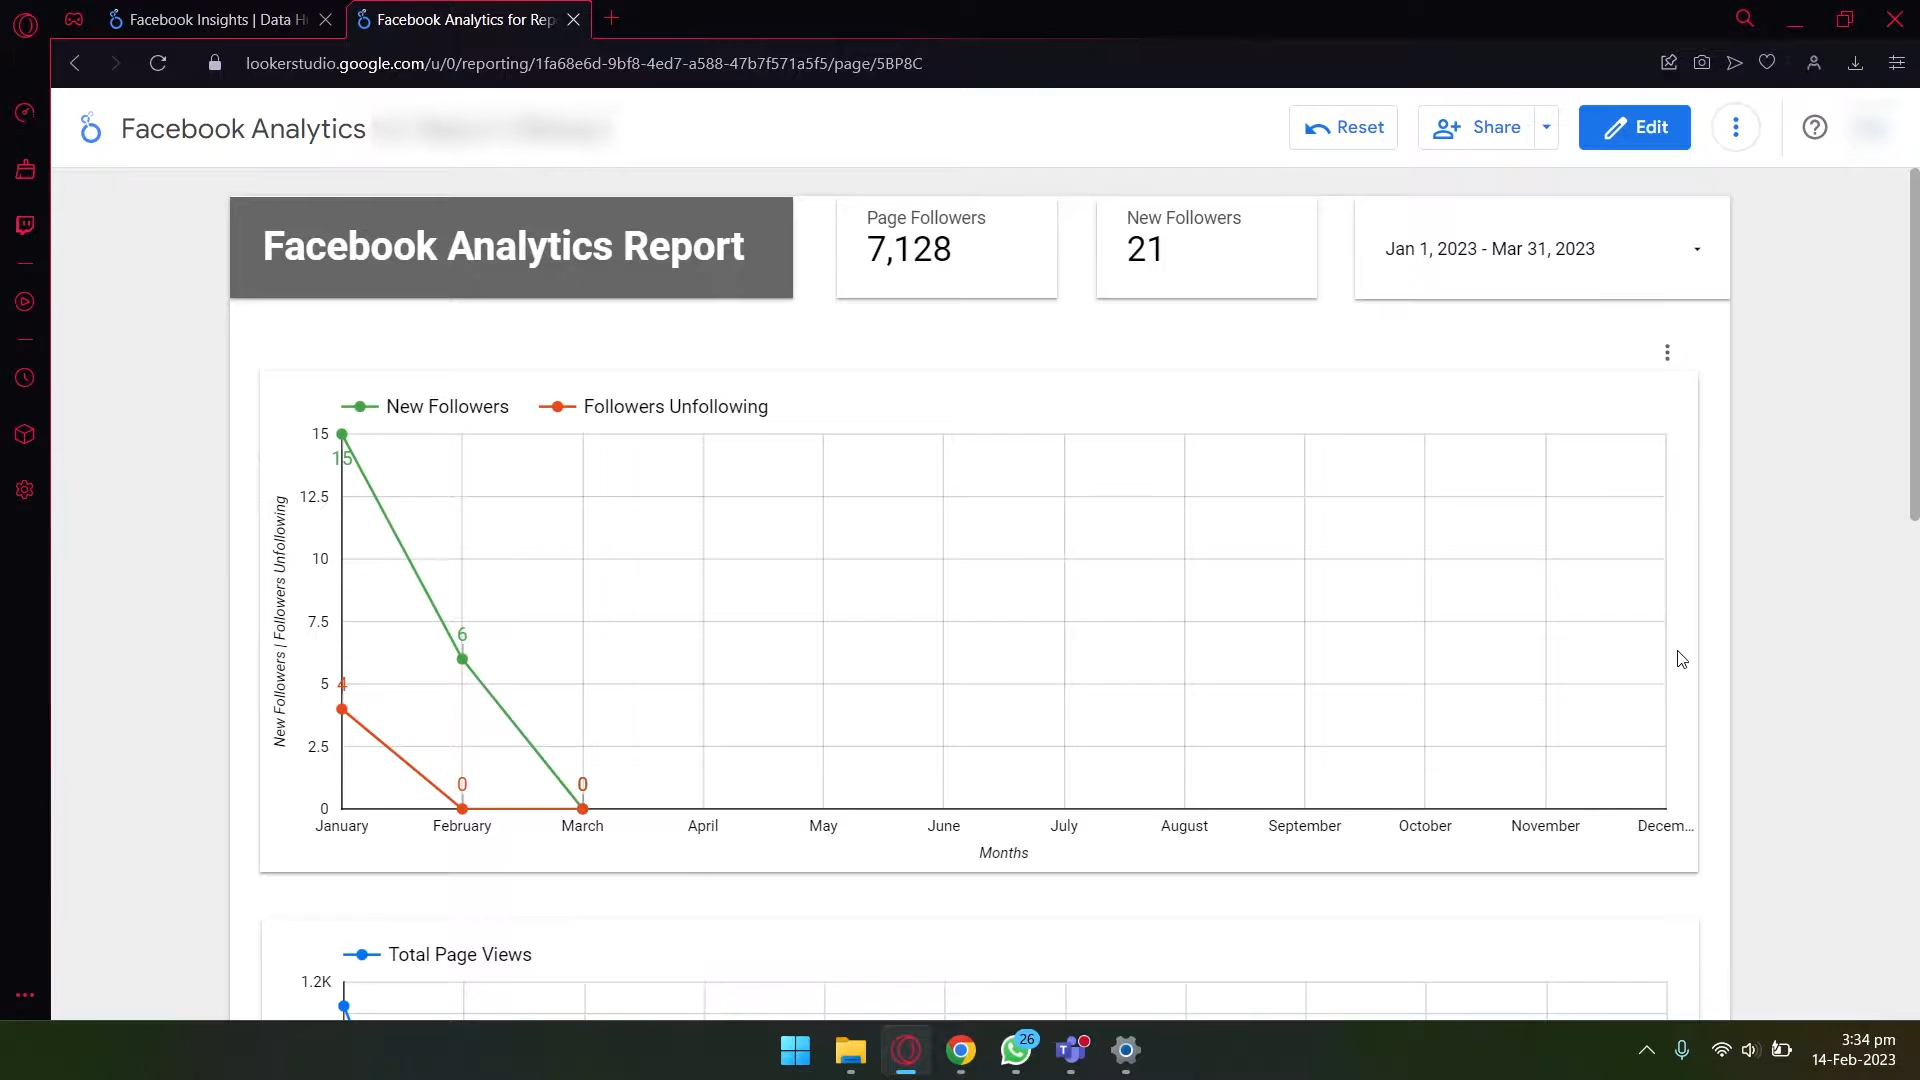 Facebook Insights | Data H
Facebook Analytics for Rep
lookerstudio.google.com/u/0/reporting/1fa68e6d-9bf8-4ed7-a588-47b7f571a5f5/page/5BP8C
Facebook Analytics
Reset
Share
Edit
Facebook Analytics Report
Page Followers
7,128
New Followers
21
Jan 1, 2023 - Mar 31, 2023
New Followers
Followers Unfollowing
15
12.5
10
7.5
5
2.5
0
New Followers | Followers Unfollowing
15
6
4
0
0
January
February
March
April
May
June
July
August
September
October
November
Decem...
Months
Total Page Views
1.2K
26
3:34 pm
14-Feb-2023